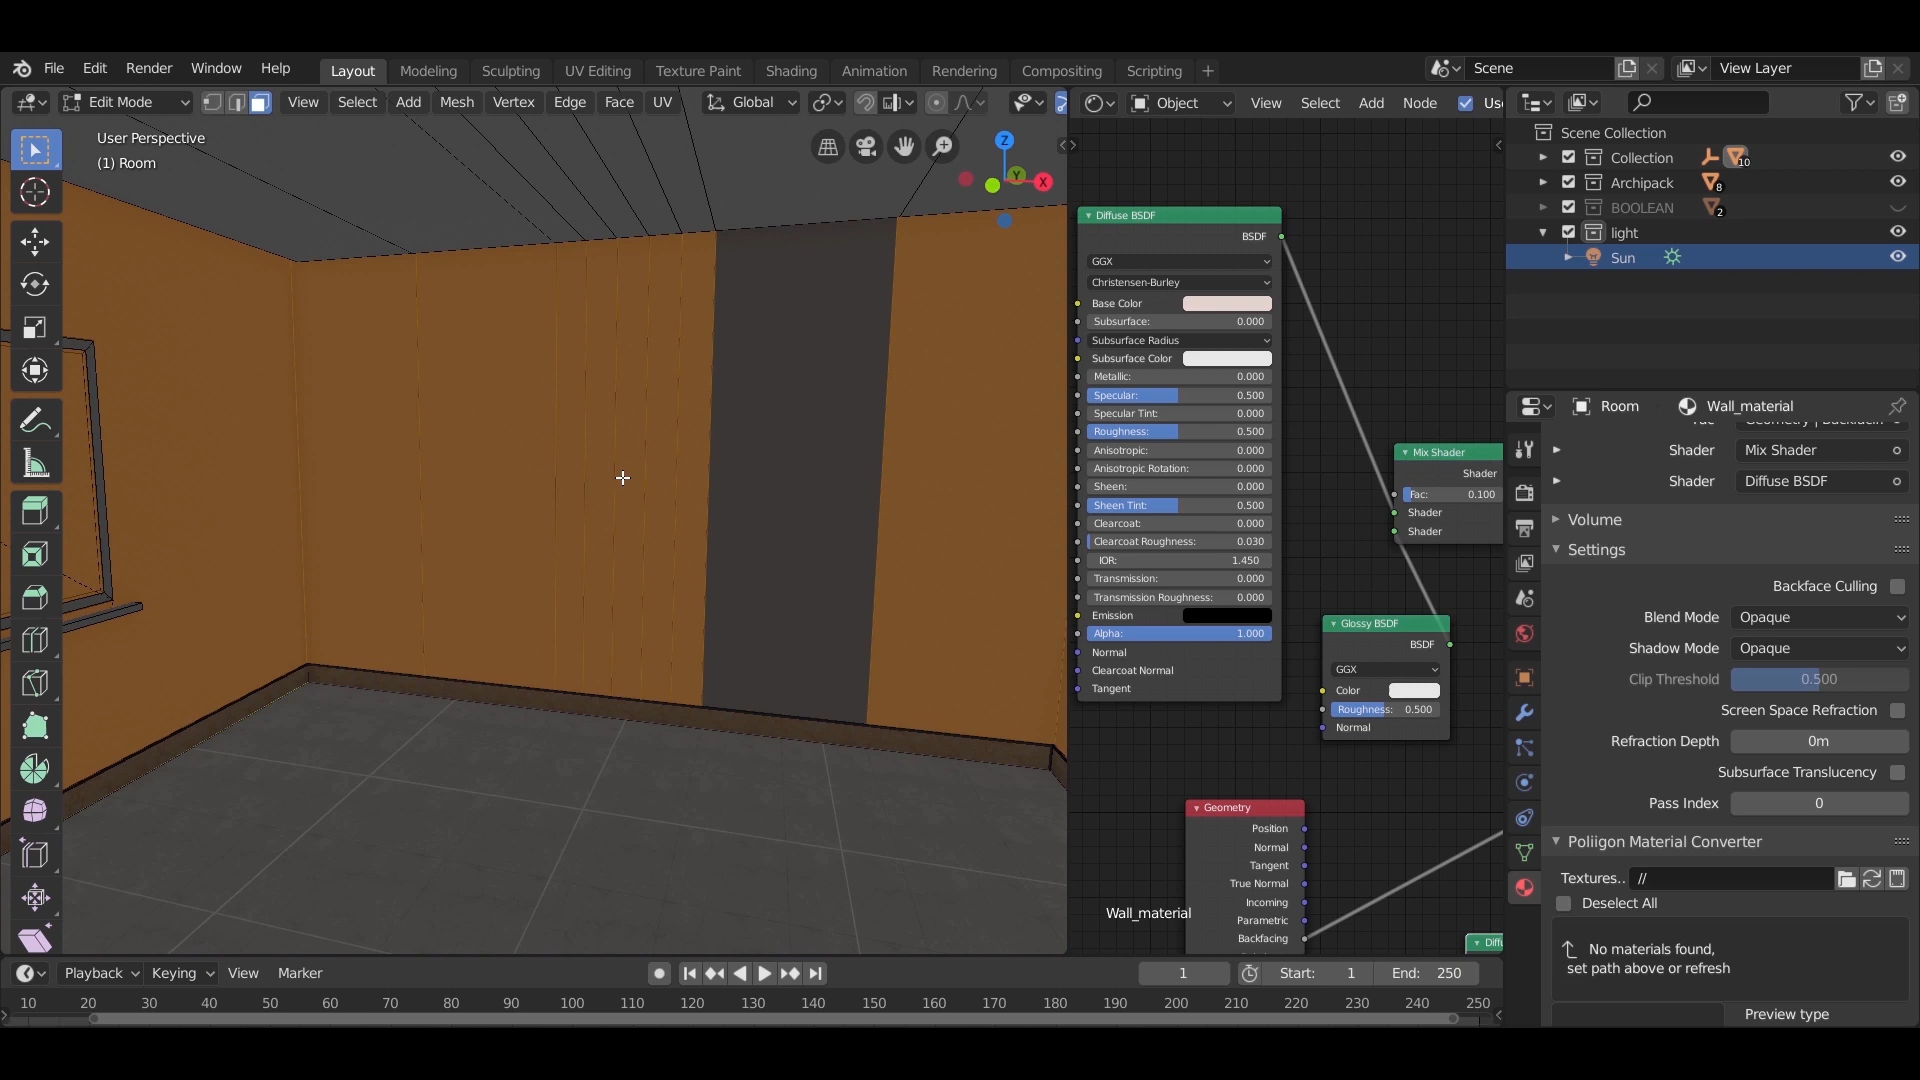 File Edit Render Window Help Layout Modeling Sculpting UV Editing Texture Paint Shading Animation Rendering Compositing Scripting + Scene View Layer
Edit Mode View Select Add Mesh Vertex Edge Face UV Global Object View Select Add Node
User Perspective
(1) Room
Z
Y
X
Scene Collection
Collection 10
Archipack 8
BOOLEAN 2
light
Sun
Diffuse BSDF
BSDF
GGX
Christensen-Burley
Base Color
Subsurface: 0.000
Subsurface Radius
Subsurface Color
Metallic: 0.000
Specular: 0.500
Specular Tint: 0.000
Roughness: 0.500
Anisotropic: 0.000
Anisotropic Rotation: 0.000
Sheen: 0.000
Sheen Tint: 0.500
Clearcoat: 0.000
Clearcoat Roughness: 0.030
IOR: 1.450
Transmission: 0.000
Transmission Roughness: 0.000
Emission
Alpha: 1.000
Normal
Clearcoat Normal
Tangent
Mix Shader
Shader
Fac: 0.100
Shader
Shader
Glossy BSDF
BSDF
GGX
Color
Roughness: 0.500
Normal
Geometry
Position
Normal
Tangent
True Normal
Incoming
Parametric
Backfacing
Wall_material
Room Wall_material
Shader Mix Shader
Shader Diffuse BSDF
Volume
Settings
Backface Culling
Blend Mode Opaque
Shadow Mode Opaque
Clip Threshold 0.500
Screen Space Refraction
Refraction Depth 0m
Subsurface Translucency
Pass Index 0
Poliigon Material Converter
Textures.. //
Deselect All
No materials found,
set path above or refresh
Preview type
Playback Keying View Marker 1 Start: 1 End: 250
10 20 30 40 50 60 70 80 90 100 110 120 130 140 150 160 170 180 190 200 210 220 230 240 250